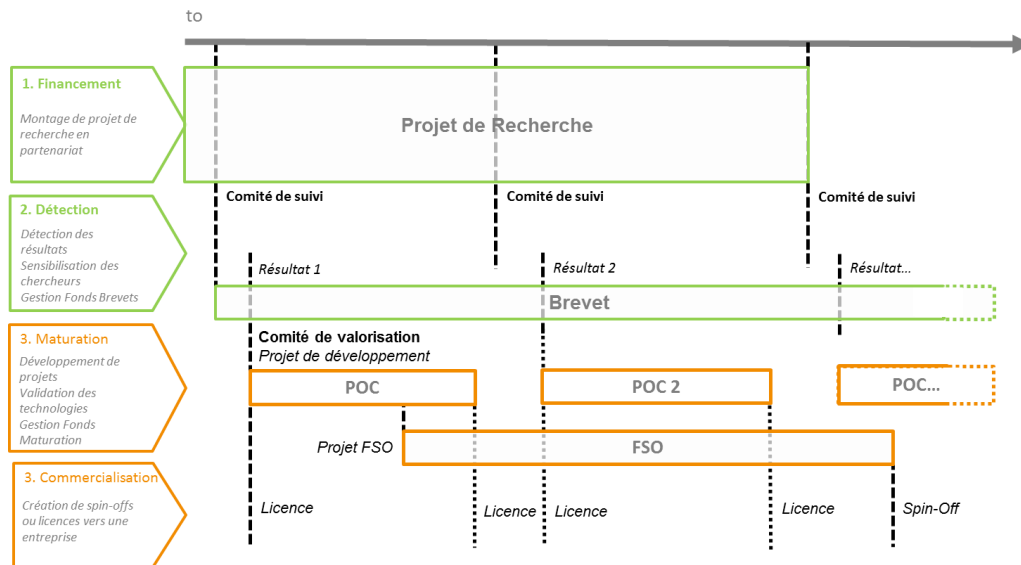 to
1. Financement
Montage de projet de
recherche en
partenariat
Projet de Recherche
Comité de suivi
Comité de suivi
Comité de suivi
2. Détection
Détection des
résultats
Sensibilisation des
chercheurs
Gestion Fonds Brevets
Résultat 1
Résultat 2
Résultat...
Brevet
Comité de valorisation
Projet de développement
3. Maturation
Développement de
projets
Validation des
technologies
Gestion Fonds
Maturation
POC
POC 2
POC...
Projet FSO
FSO
3. Commercialisation
Création de spin-offs
ou licences vers une
entreprise
Licence
Licence
Licence
Licence
Spin-Off